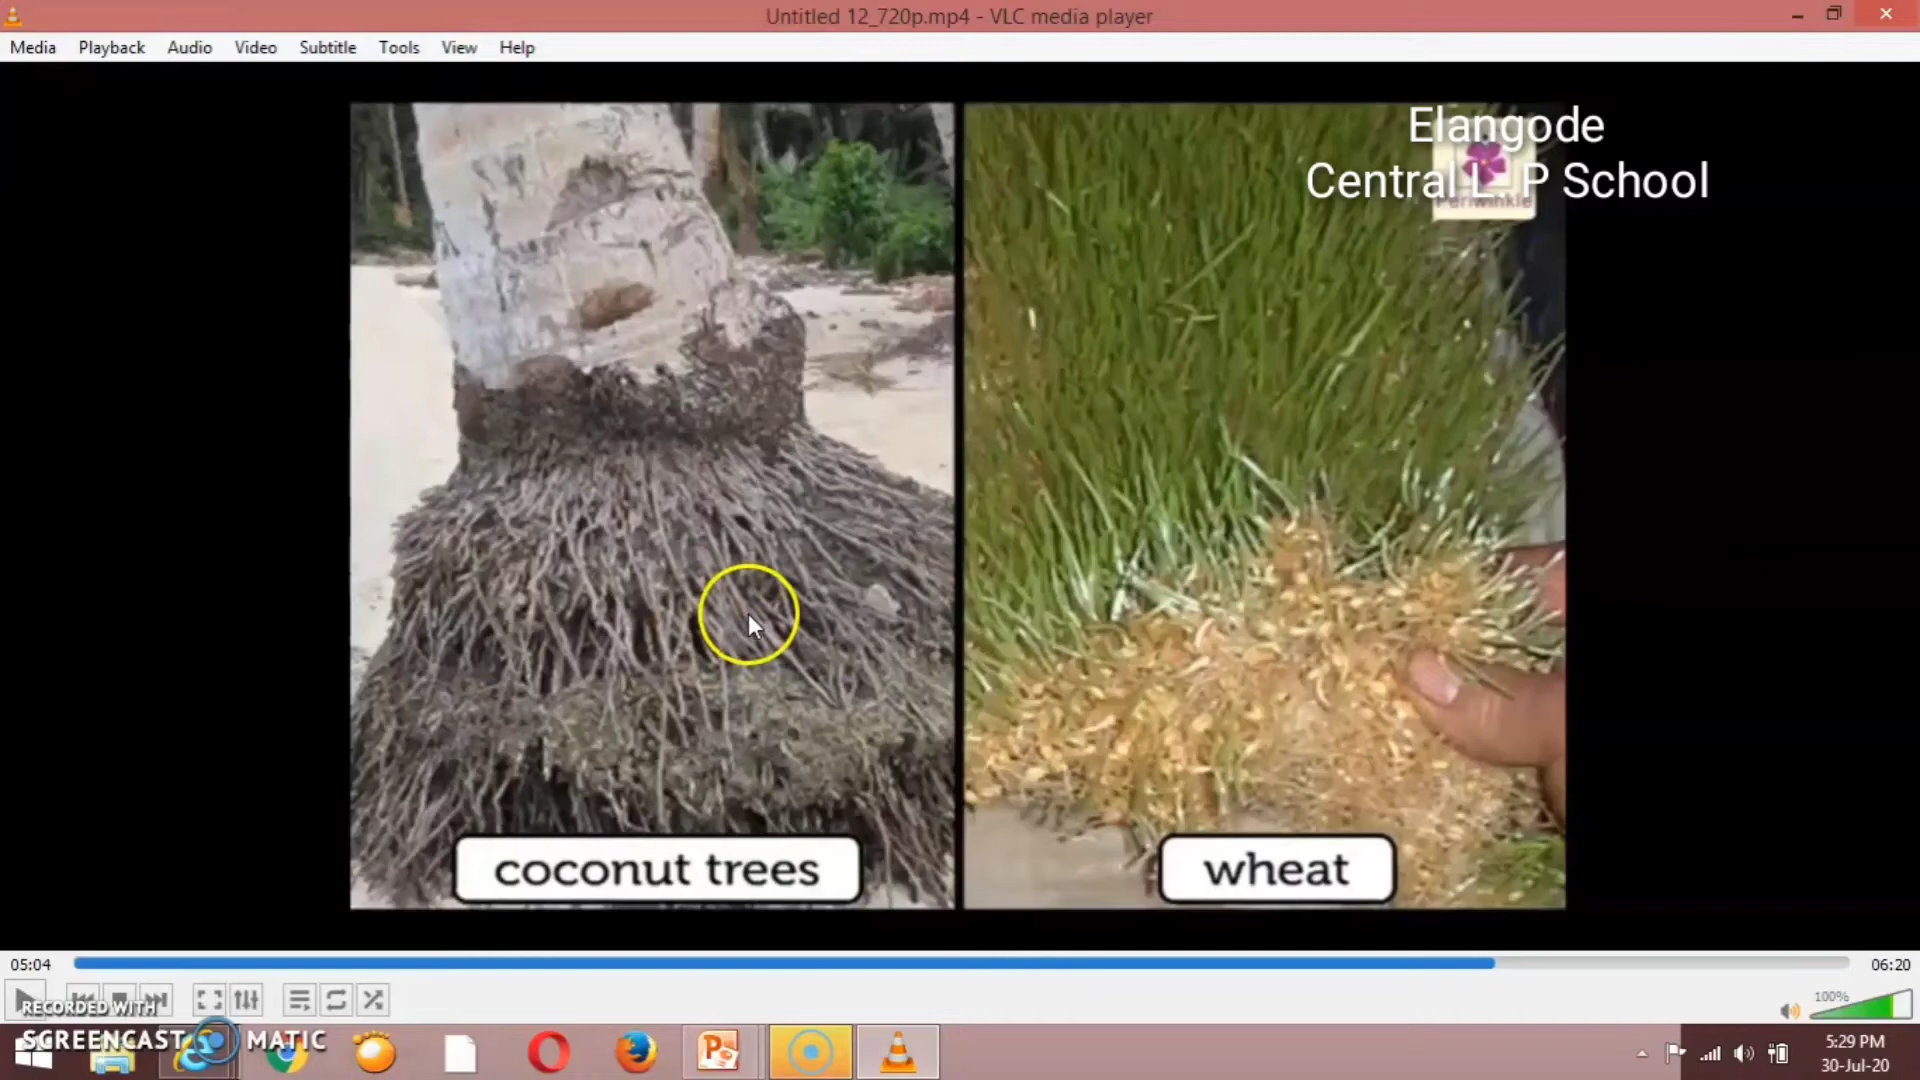 Untitled 12_720p.mp4 - VLC media player
Media Playback Audio Video Subtitle Tools View Help
Elangode
Central L. P School
Periwinkle
coconut trees
wheat
05:04
06:20
100%
RECORDED WITH
SCREENCAST MATIC
5:29 PM
30-Jul-20